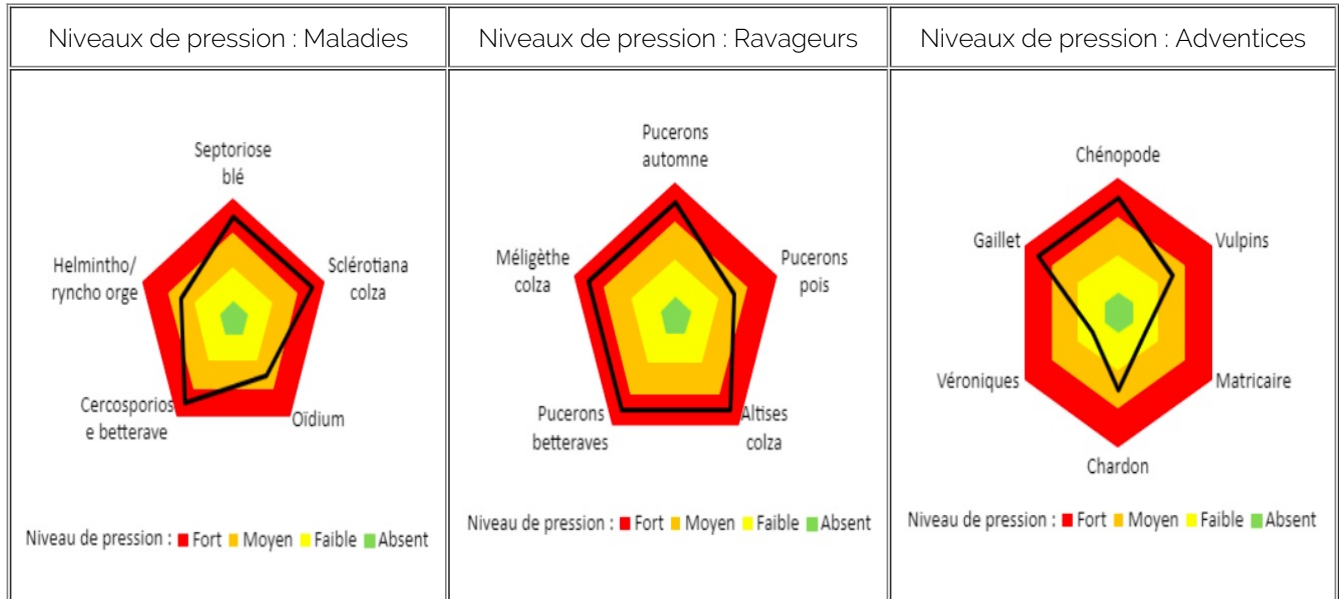 Niveaux de pression : Maladies
Septoriose
blé
Sclérotiana
colza
Oïdium
Cercosporios
e betterave
Helmintho/
ryncho orge
Niveau de pression : Fort Moyen Faible Absent
Niveaux de pression : Ravageurs
Pucerons
automne
Pucerons
pois
Altises
colza
Pucerons
betteraves
Méligèthe
colza
Niveau de pression : Fort Moyen Faible Absent
Niveaux de pression : Adventices
Chénopode
Vulpins
Matricaire
Chardon
Véroniques
Gaillet
Niveau de pression : Fort Moyen Faible Absent